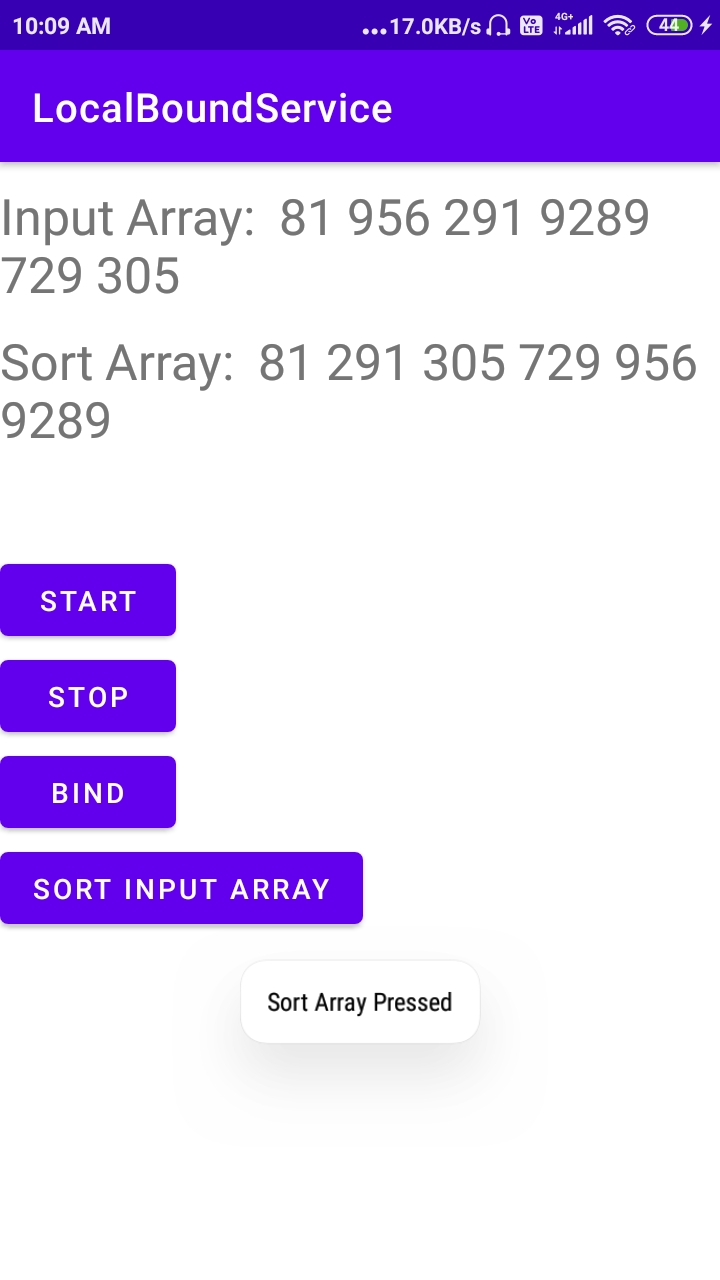 10:09 AM ...17.0KB/s Vo LTE 4G+ 44
LocalBoundService
Input Array:  81 956 291 9289
729 305
Sort Array:  81 291 305 729 956
9289
START
STOP
BIND
SORT INPUT ARRAY
Sort Array Pressed